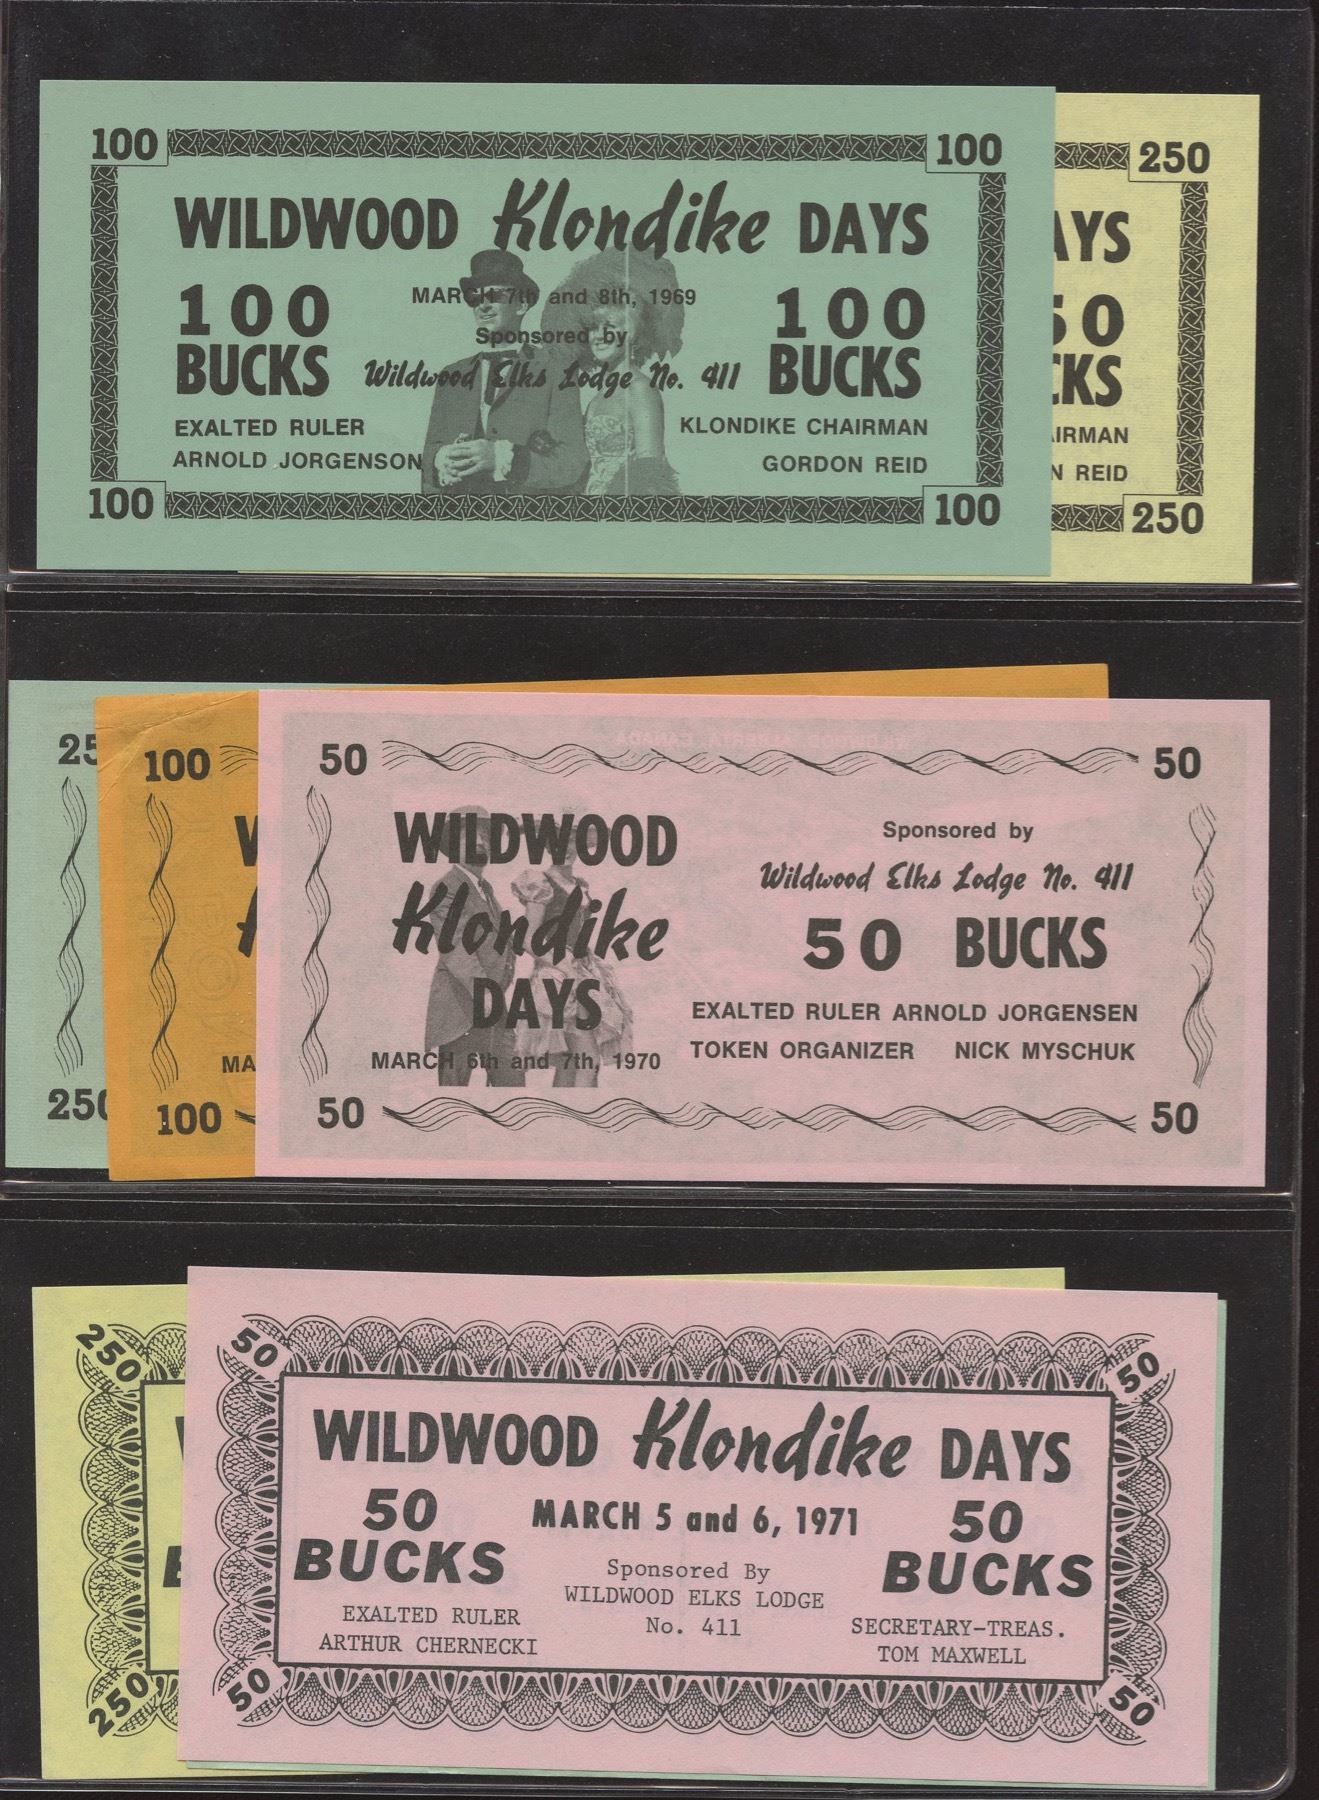 100 100
WILDWOOD Klondike DAYS
100 BUCKS
MARCH 7th and 8th, 1969
Sponsored by
Wildwood Elks Lodge No. 411
100 BUCKS
EXALTED RULER
ARNOLD JORGENSON
KLONDIKE CHAIRMAN
GORDON REID
100 100
250
AYS
50
CKS
AIRMAN
N REID
250
25
250
100
W
K
MA
100
50 50
WILDWOOD
Klondike
DAYS
MARCH 6th and 7th, 1970
Sponsored by
Wildwood Elks Lodge No. 411
50 BUCKS
EXALTED RULER ARNOLD JORGENSEN
TOKEN ORGANIZER NICK MYSCHUK
50 50
250
W
B
250
50 50
WILDWOOD Klondike DAYS
50
BUCKS
MARCH 5 and 6, 1971
50
BUCKS
Sponsored By
WILDWOOD ELKS LODGE
No. 411
EXALTED RULER
ARTHUR CHERNECKI
SECRETARY-TREAS.
TOM MAXWELL
50 50